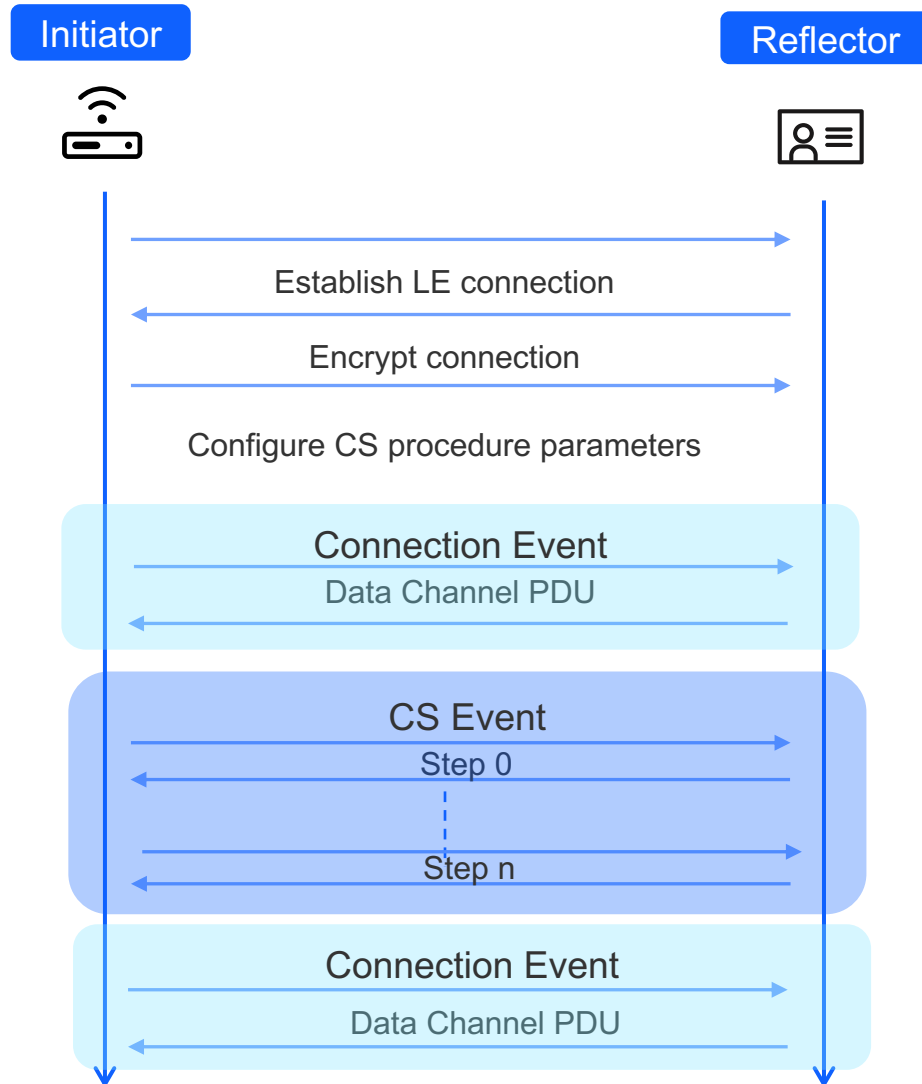 Initiator
Reflector
Establish LE connection
Encrypt connection
Configure CS procedure parameters
Connection Event
Data Channel PDU
CS Event
Step 0
Step n
Connection Event
Data Channel PDU